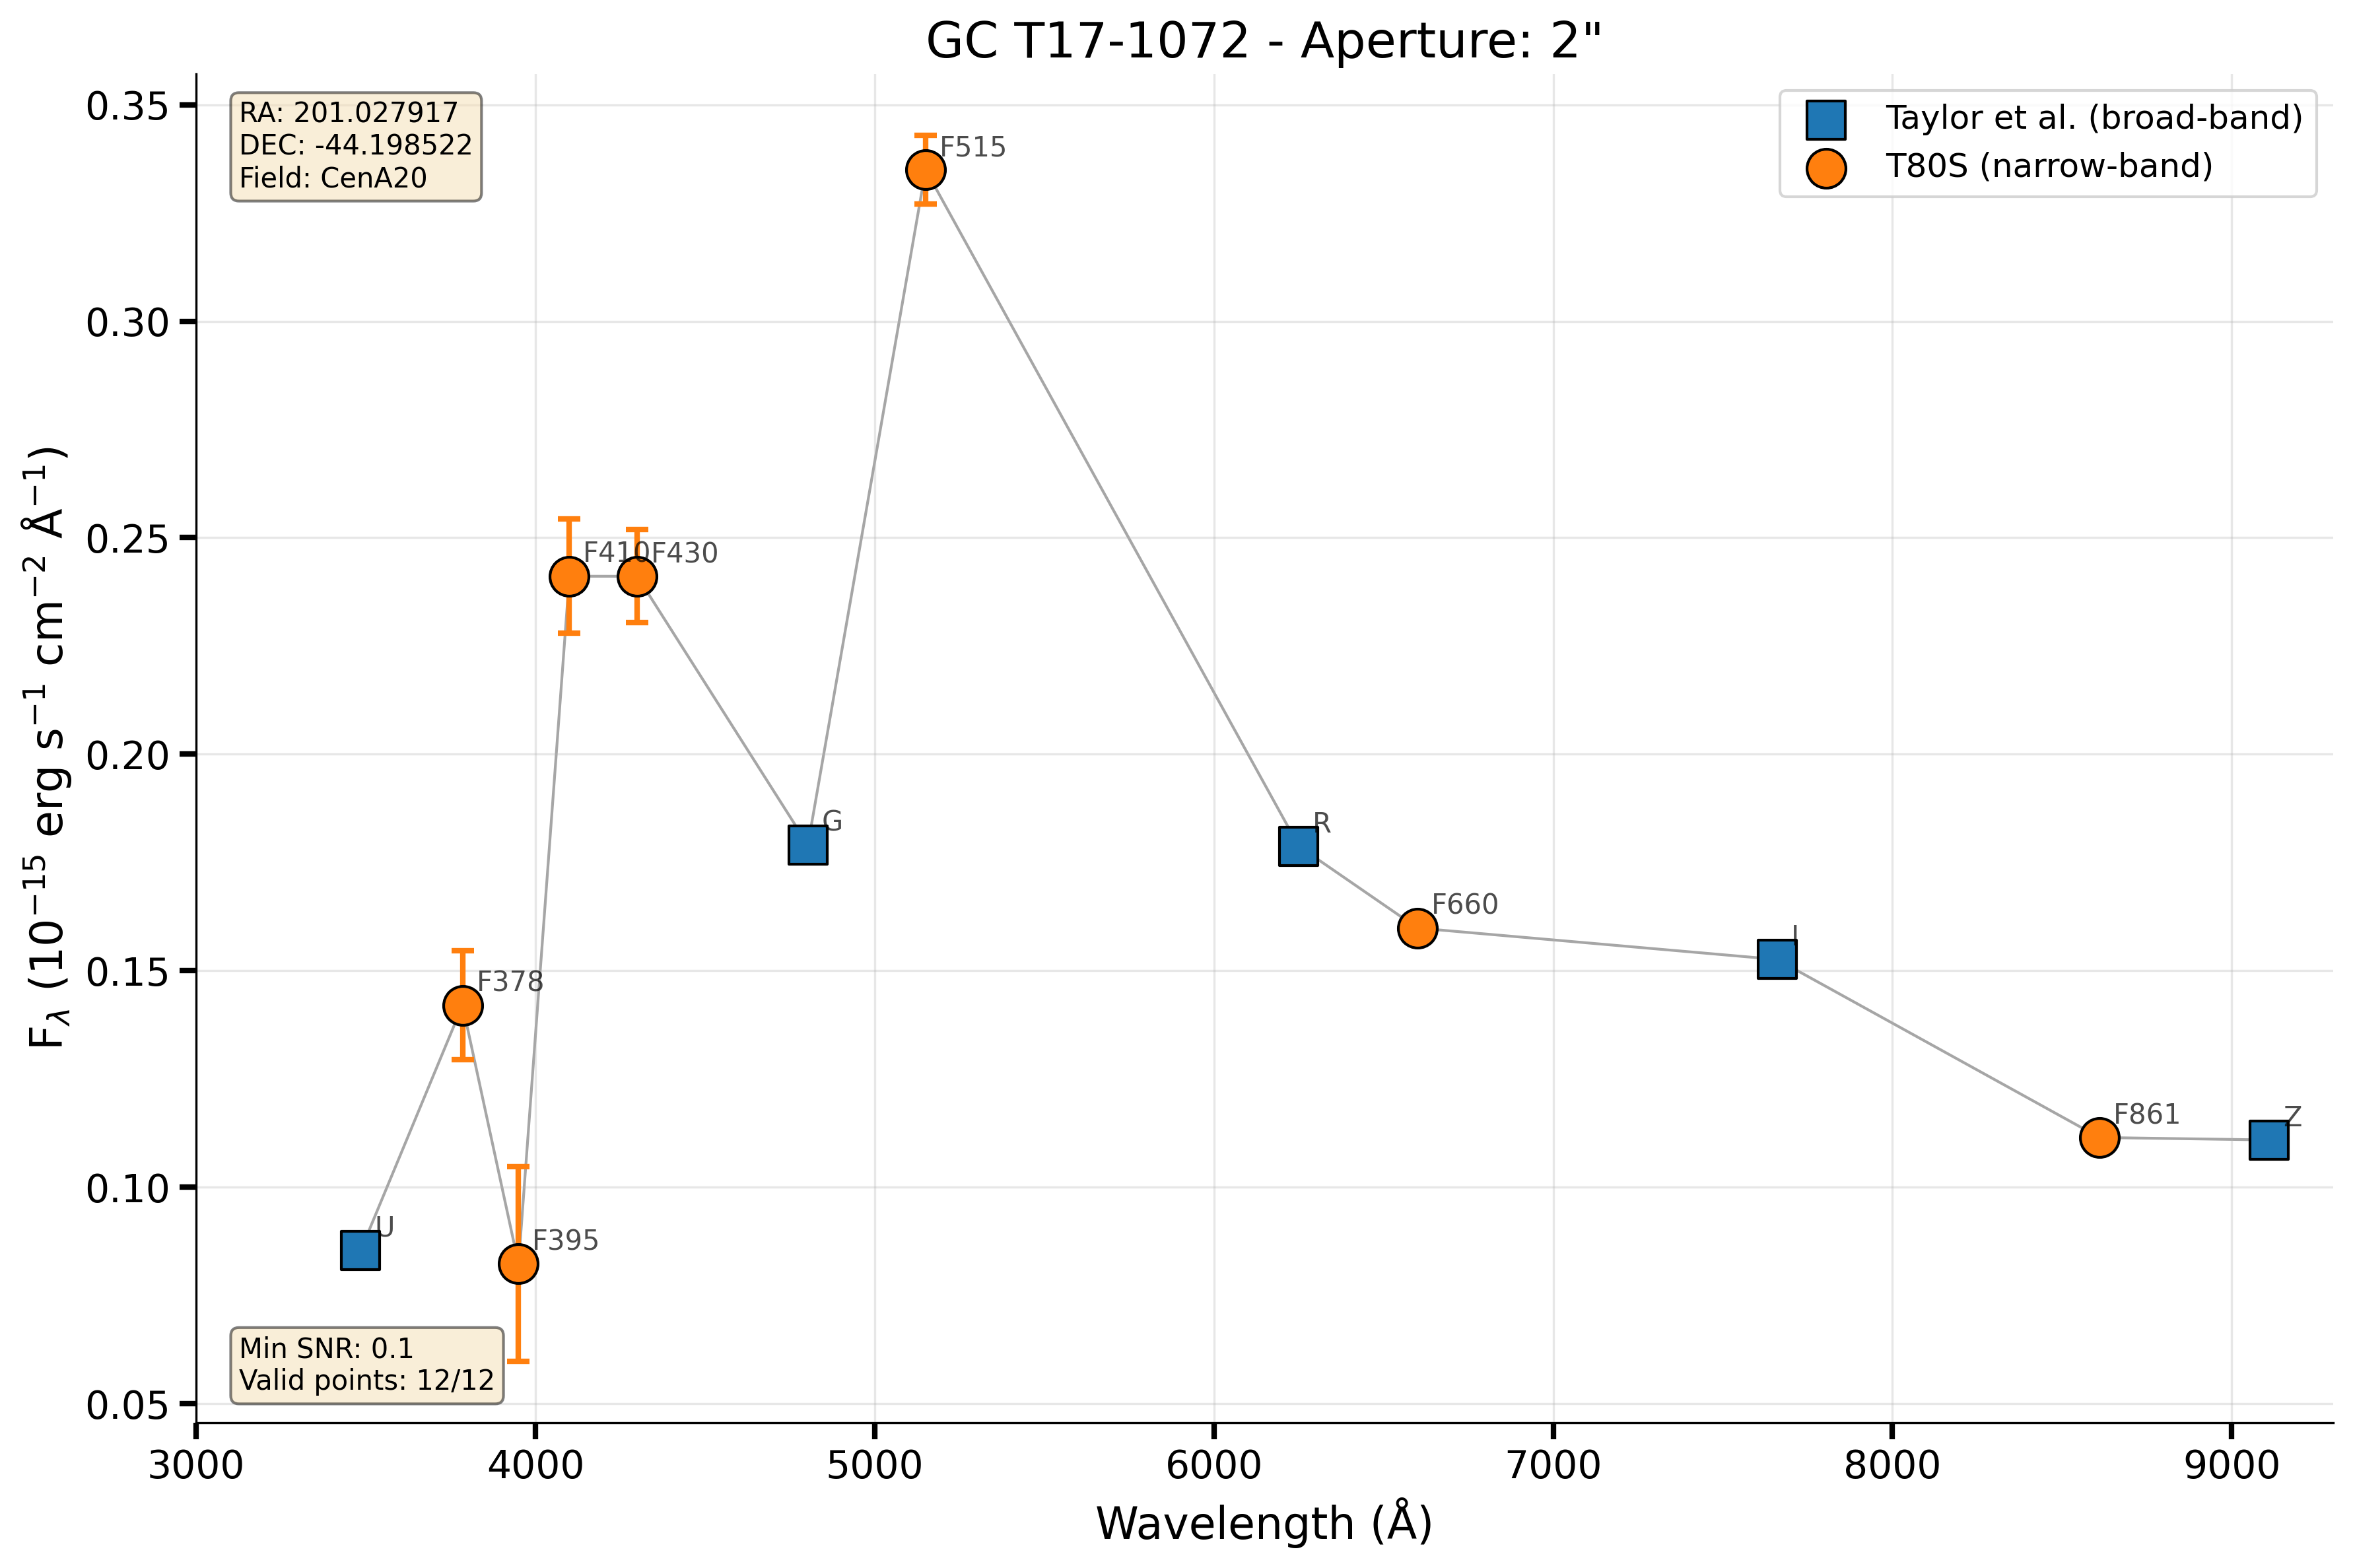 GC T17-1072 - Aperture: 2"
RA: 201.027917
DEC: -44.198522
Field: CenA20
Taylor et al. (broad-band)
T80S (narrow-band)
F_λ (10⁻¹⁵ erg s⁻¹ cm⁻² Å⁻¹)
0.35
0.30
0.25
0.20
0.15
0.10
0.05
U
F378
F395
F410
F430
G
F515
R
F660
I
F861
Z
Min SNR: 0.1
Valid points: 12/12
3000 4000 5000 6000 7000 8000 9000
Wavelength (Å)